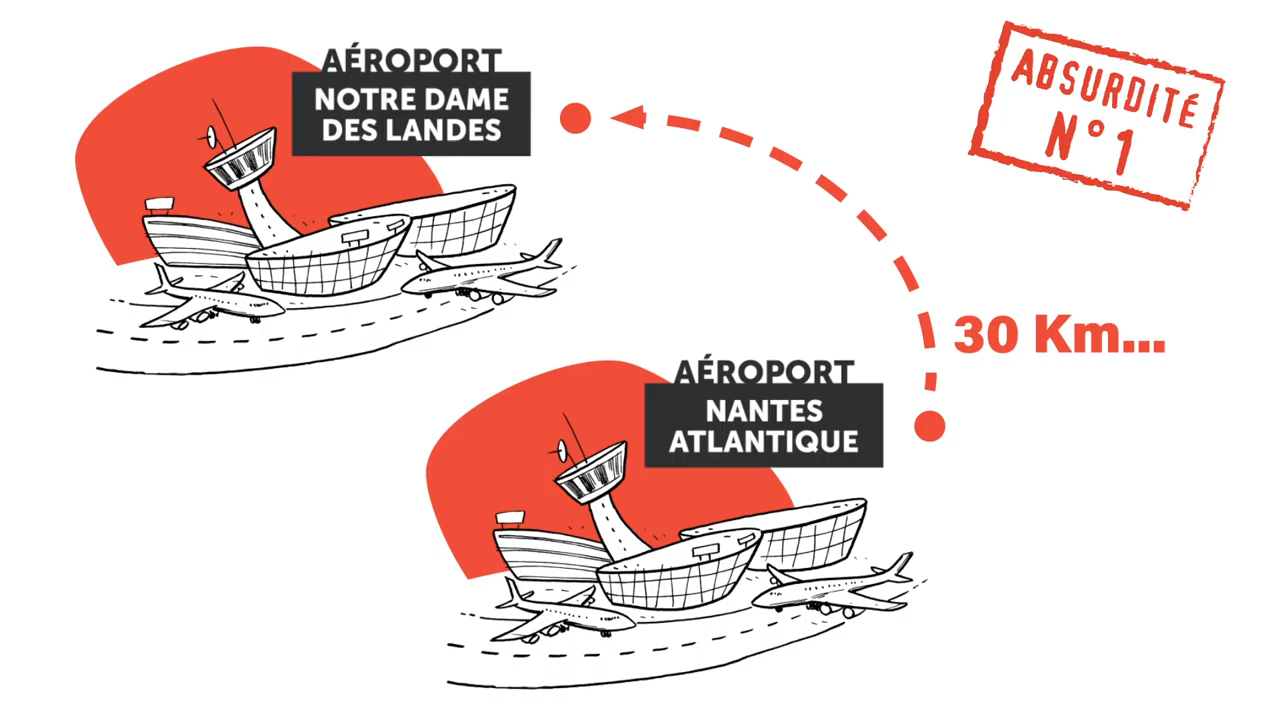 AÉROPORT
NOTRE DAME
DES LANDES
ABSURDITÉ
N°1
30 Km...
AÉROPORT
NANTES
ATLANTIQUE